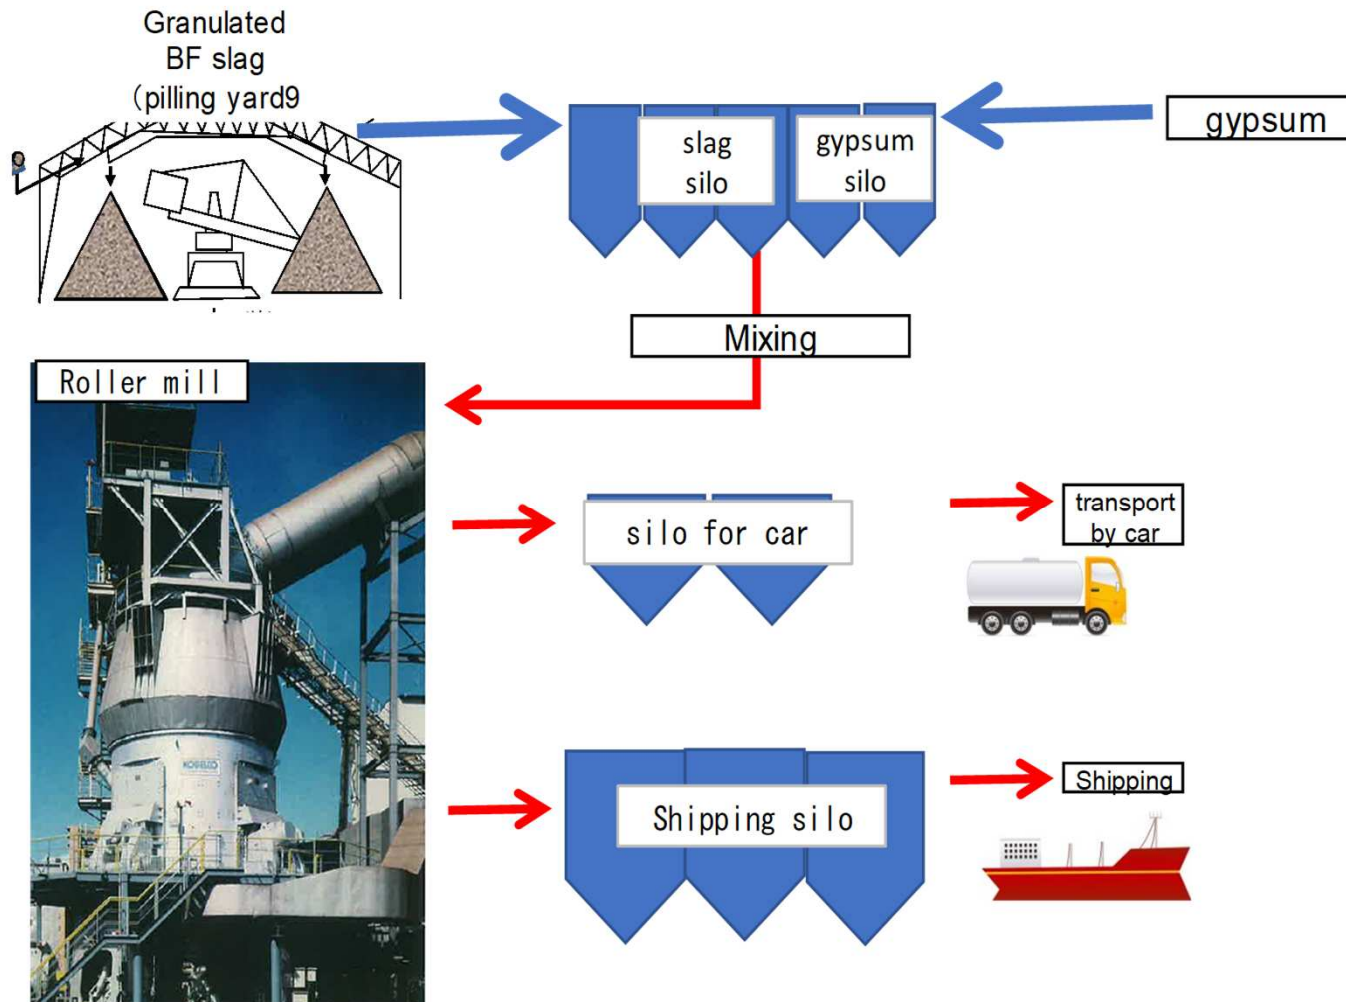 Granulated
BF slag
(pilling yard9
slag
silo
gypsum
silo
gypsum
Mixing
Roller mill
KOBELCO
silo for car
transport
by car
Shipping silo
Shipping